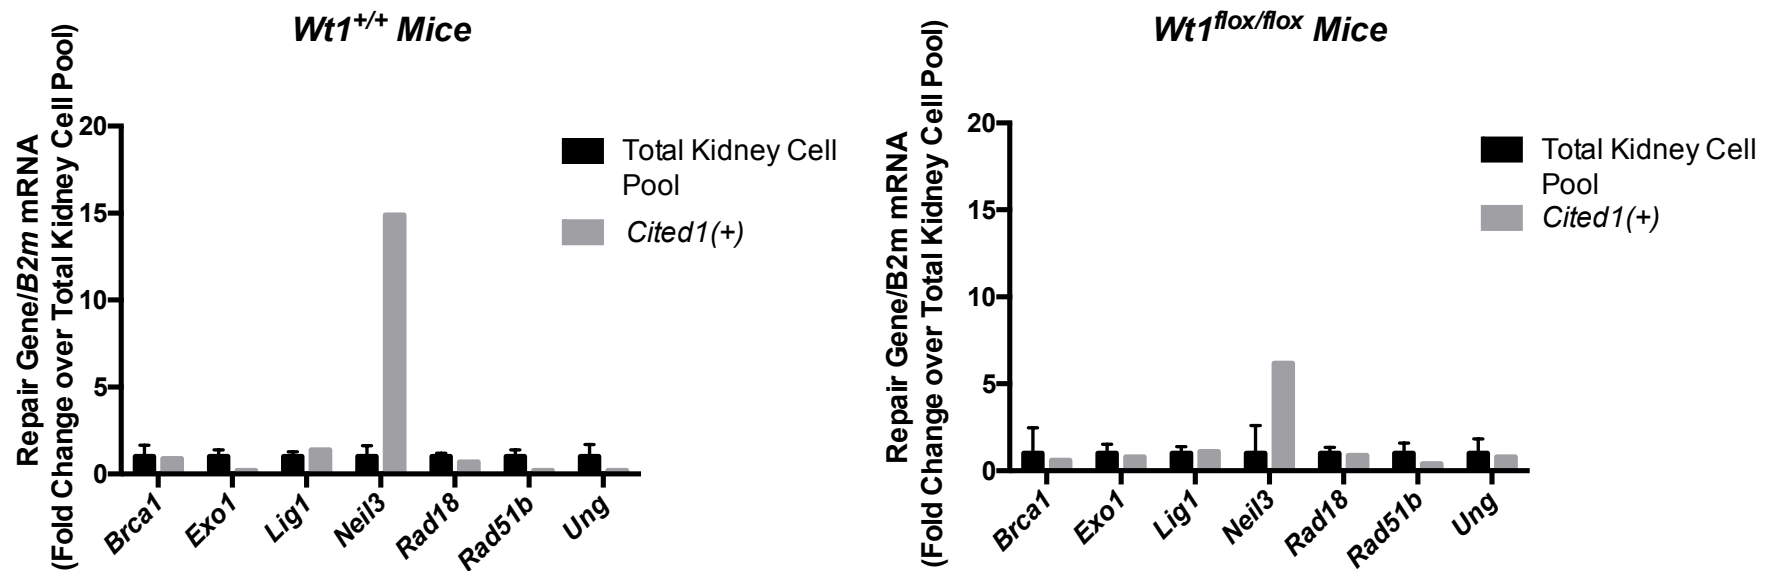 Wt1+/+ Mice
Repair Gene/B2m mRNA
(Fold Change over Total Kidney Cell Pool)
20
15
10
5
0
Total Kidney Cell
Pool
Cited1(+)
Brca1
Exo1
Lig1
Neil3
Rad18
Rad51b
Ung
Wt1flox/flox Mice
Repair Gene/B2m mRNA
(Fold Change over Total Kidney Cell Pool)
20
15
10
5
0
Total Kidney Cell
Pool
Cited1(+)
Brca1
Exo1
Lig1
Neil3
Rad18
Rad51b
Ung